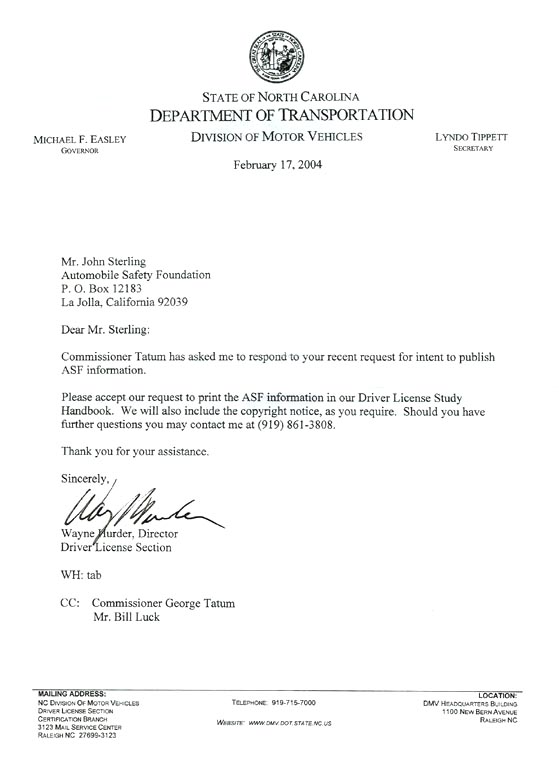 STATE OF NORTH CAROLINA
DEPARTMENT OF TRANSPORTATION
DIVISION OF MOTOR VEHICLES
MICHAEL F. EASLEY
GOVERNOR
LYNDO TIPPETT
SECRETARY
February 17, 2004
Mr. John Sterling
Automobile Safety Foundation
P. O. Box 12183
La Jolla, California 92039
Dear Mr. Sterling:
Commissioner Tatum has asked me to respond to your recent request for intent to publish
ASF information.
Please accept our request to print the ASF information in our Driver License Study
Handbook. We will also include the copyright notice, as you require. Should you have
further questions you may contact me at (919) 861-3808.
Thank you for your assistance.
Sincerely,
Wayne Hurder, Director
Driver License Section
WH: tab
CC: Commissioner George Tatum
Mr. Bill Luck
MAILING ADDRESS:
NC DIVISION OF MOTOR VEHICLES
DRIVER LICENSE SECTION
CERTIFICATION BRANCH
3123 MAIL SERVICE CENTER
RALEIGH NC 27699-3123
TELEPHONE: 919-715-7000
WEBSITE: WWW.DMV.DOT.STATE.NC.US
LOCATION:
DMV HEADQUARTERS BUILDING
1100 NEW BERN AVENUE
RALEIGH NC